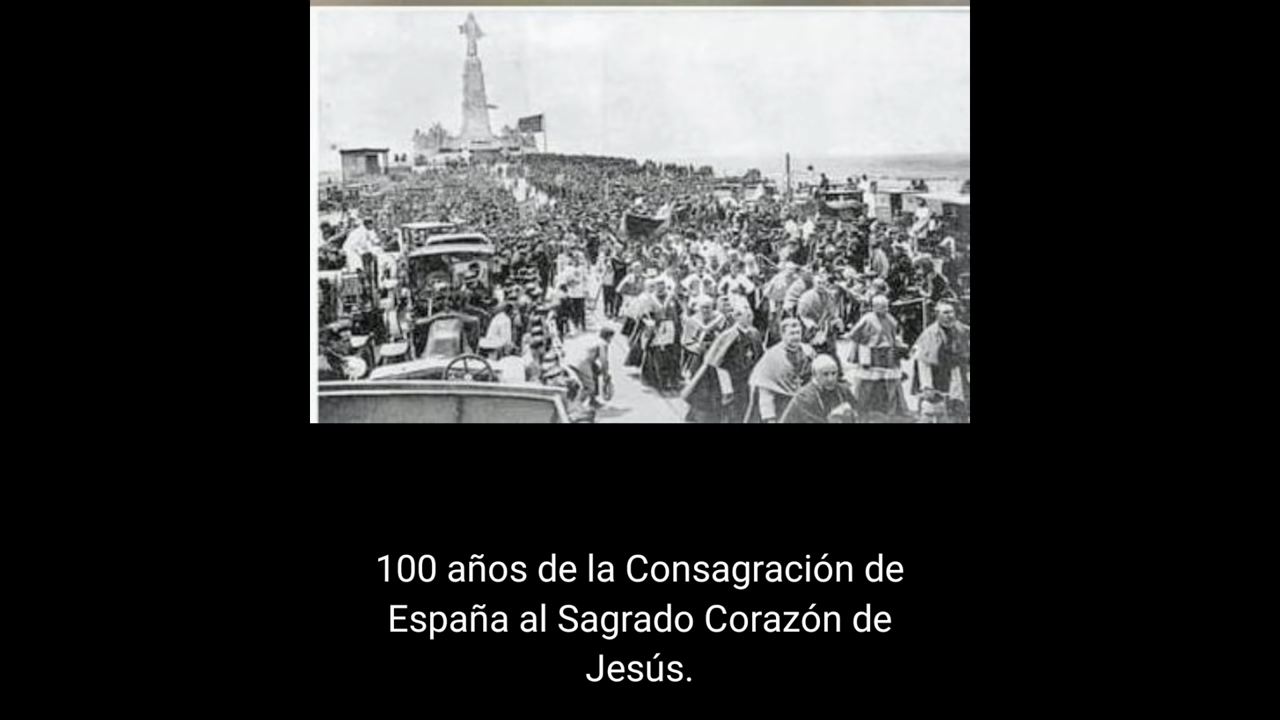 100 años de la Consagración de
España al Sagrado Corazón de
Jesús.